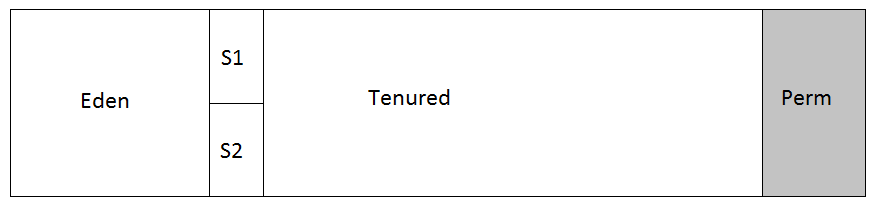 Eden
S1
S2
Tenured
Perm